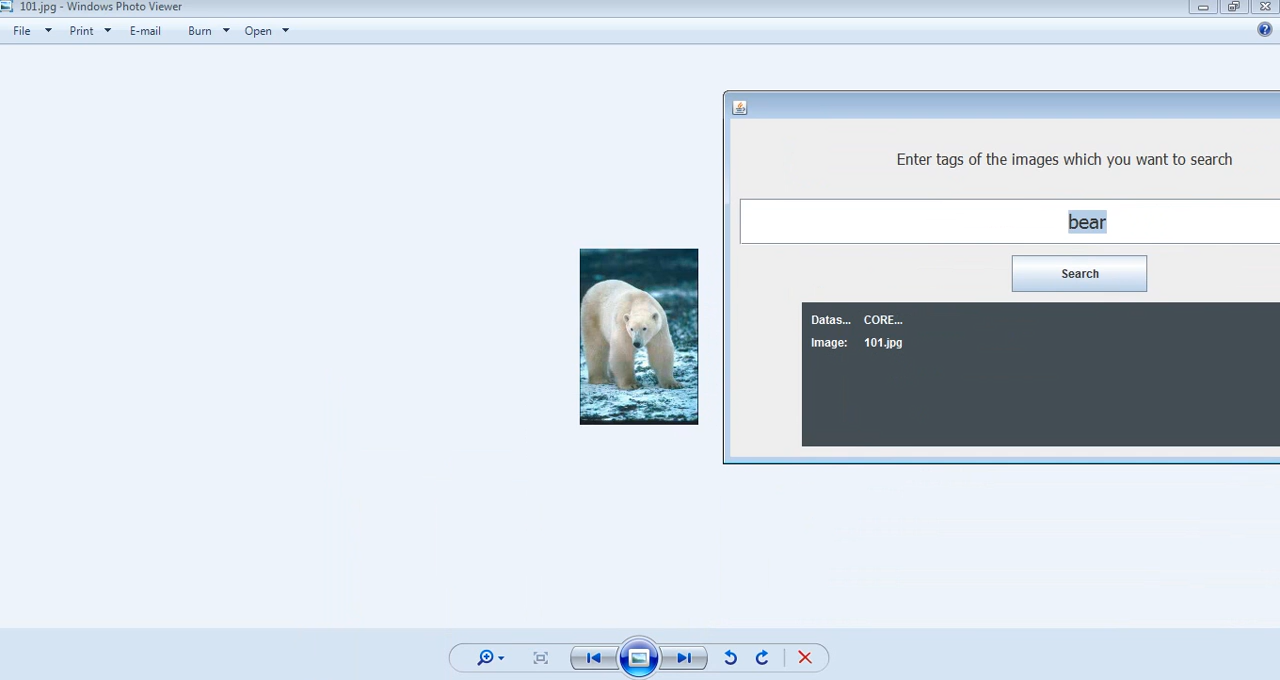 101.jpg - Windows Photo Viewer
File Print E-mail Burn Open
Enter tags of the images which you want to search
bear
Search
Datas... CORE...
Image: 101.jpg